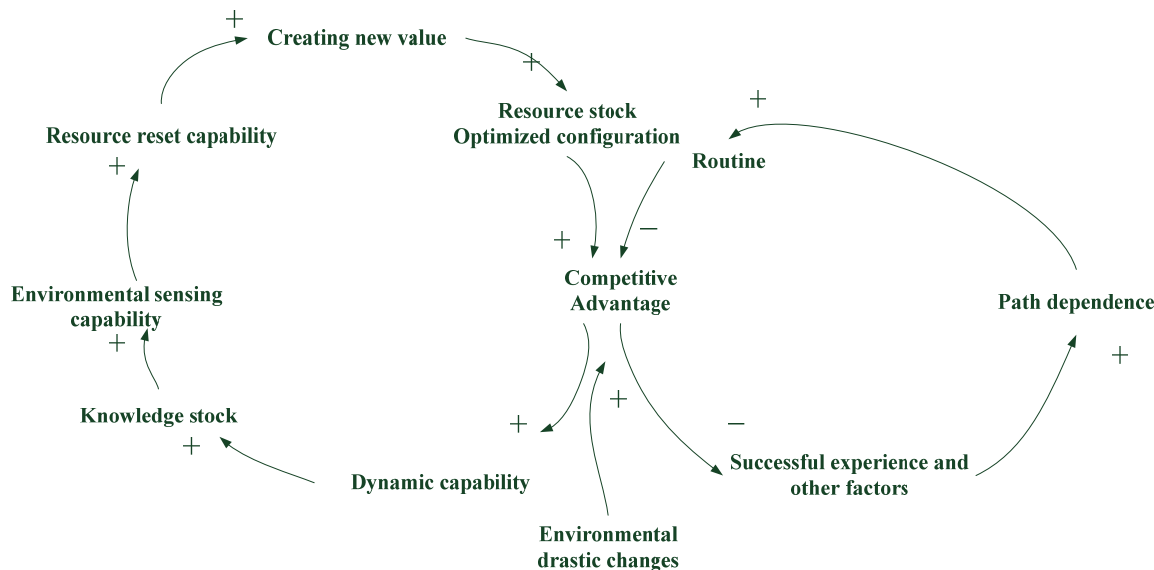 +
Creating new value
+
Resource stock
Optimized configuration
+
Routine
Resource reset capability
+
−
+
Competitive
Advantage
Environmental sensing
capability
+
Path dependence
+
Knowledge stock
+
+
+
−
Dynamic capability
Successful experience and
other factors
Environmental
drastic changes